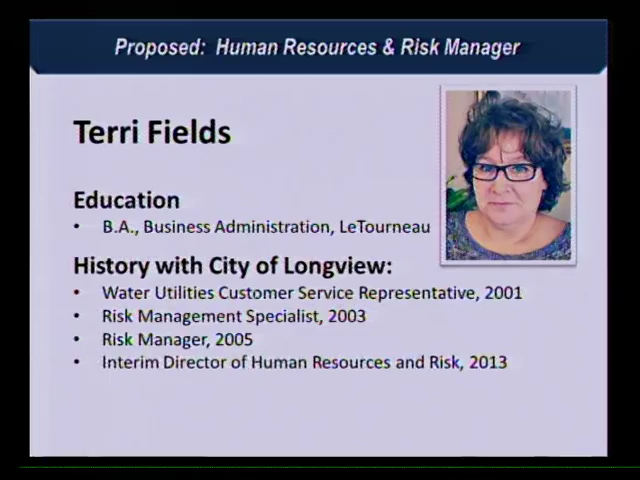 Proposed: Human Resources & Risk Manager
Terri Fields
Education
• B.A., Business Administration, LeTourneau
History with City of Longview:
• Water Utilities Customer Service Representative, 2001
• Risk Management Specialist, 2003
• Risk Manager, 2005
• Interim Director of Human Resources and Risk, 2013